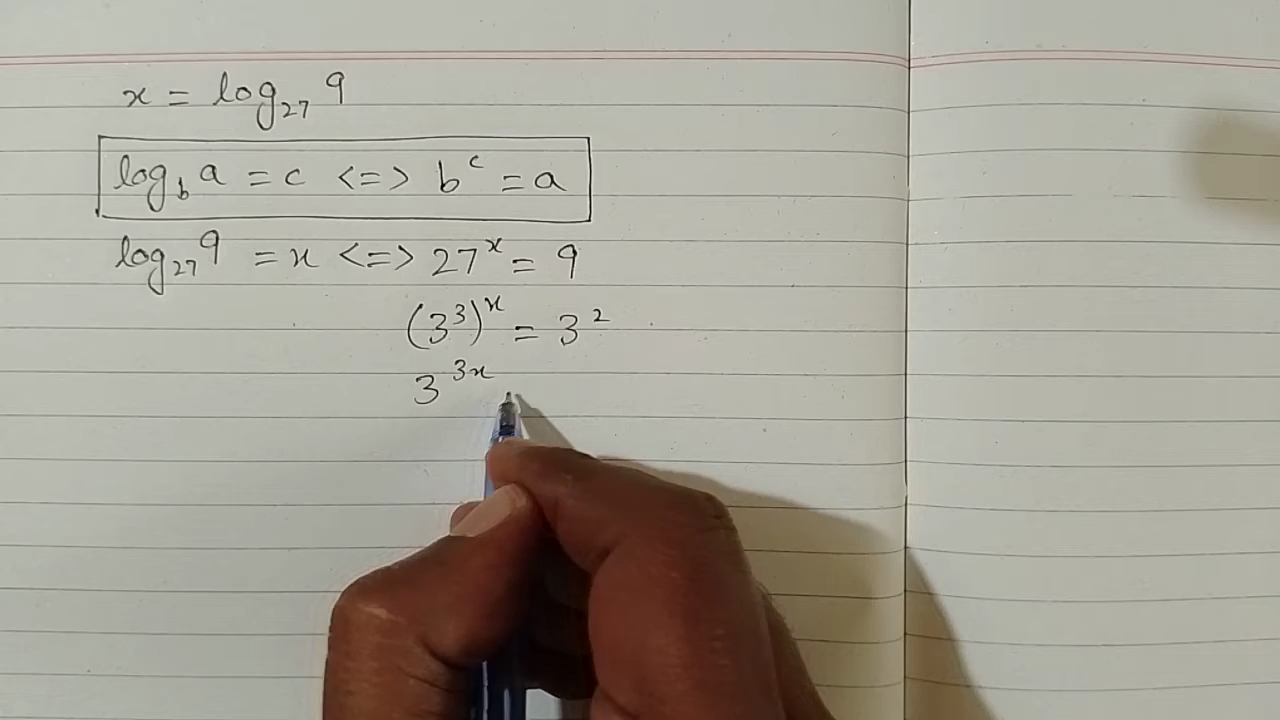 x = log₂₇ 9
log_b a = c <=> b^c = a
log₂₇ 9 = x <=> 27^x = 9
(3³)^x = 3²
3^3x